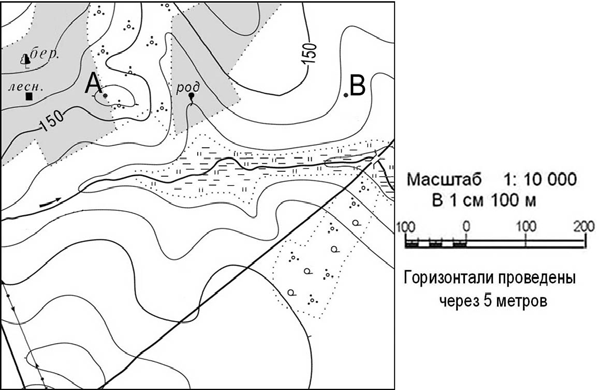 бер.
лесн.
А
150
род
150
В
Масштаб 1: 10 000
В 1 см 100 м
100 0 100 200
Горизонтали проведены
через 5 метров